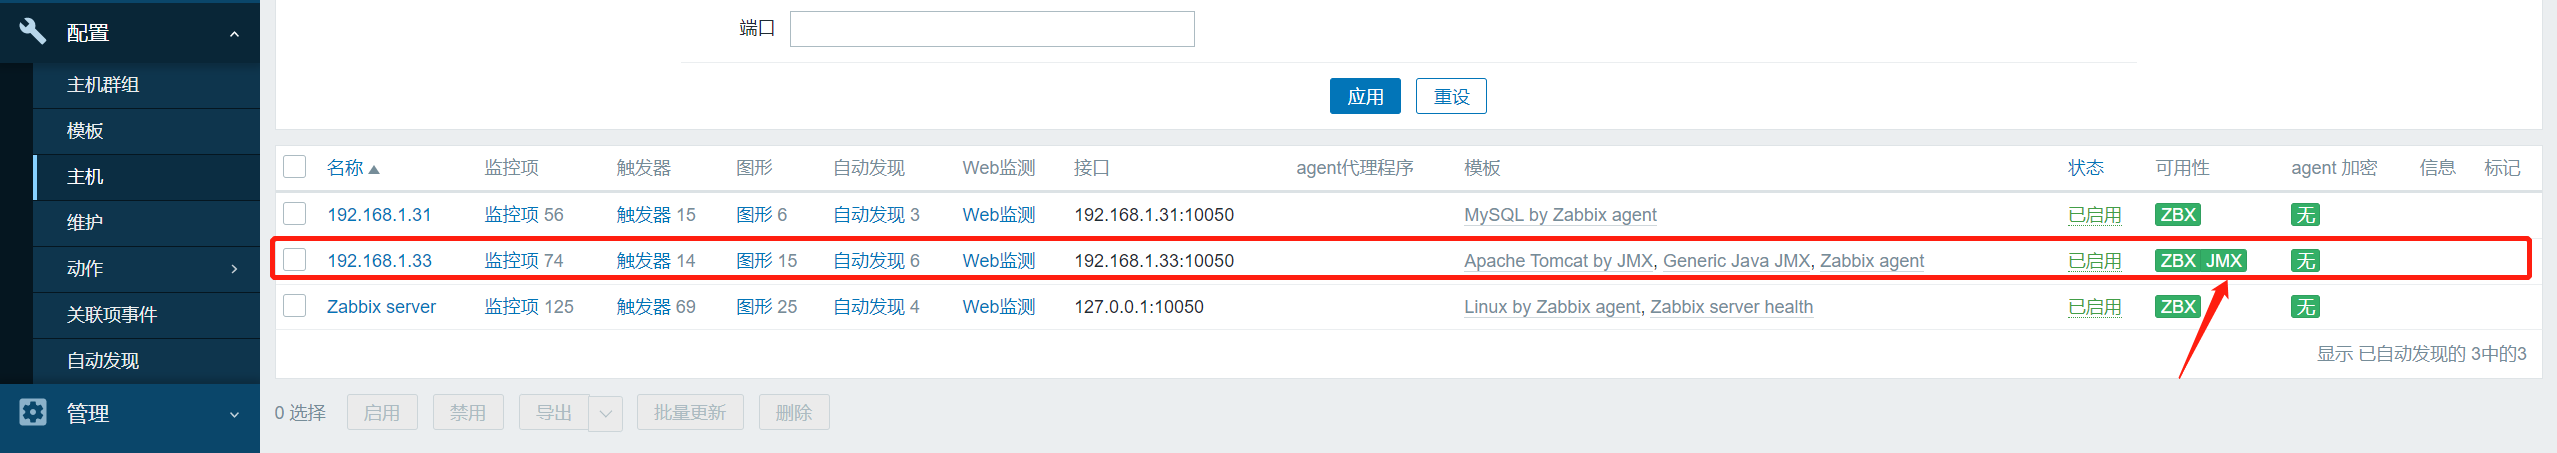 配置
主机群组
模板
主机
维护
动作
关联项事件
自动发现
管理
端口
应用 重设
名称 监控项 触发器 图形 自动发现 Web监测 接口 agent代理程序 模板 状态 可用性 agent 加密 信息 标记
192.168.1.31 监控项 56 触发器 15 图形 6 自动发现 3 Web监测 192.168.1.31:10050 MySQL by Zabbix agent 已启用 ZBX 无
192.168.1.33 监控项 74 触发器 14 图形 15 自动发现 6 Web监测 192.168.1.33:10050 Apache Tomcat by JMX, Generic Java JMX, Zabbix agent 已启用 ZBX JMX 无
Zabbix server 监控项 125 触发器 69 图形 25 自动发现 4 Web监测 127.0.0.1:10050 Linux by Zabbix agent, Zabbix server health 已启用 ZBX 无
显示 已自动发现的 3中的3
0 选择 启用 禁用 导出 批量更新 删除